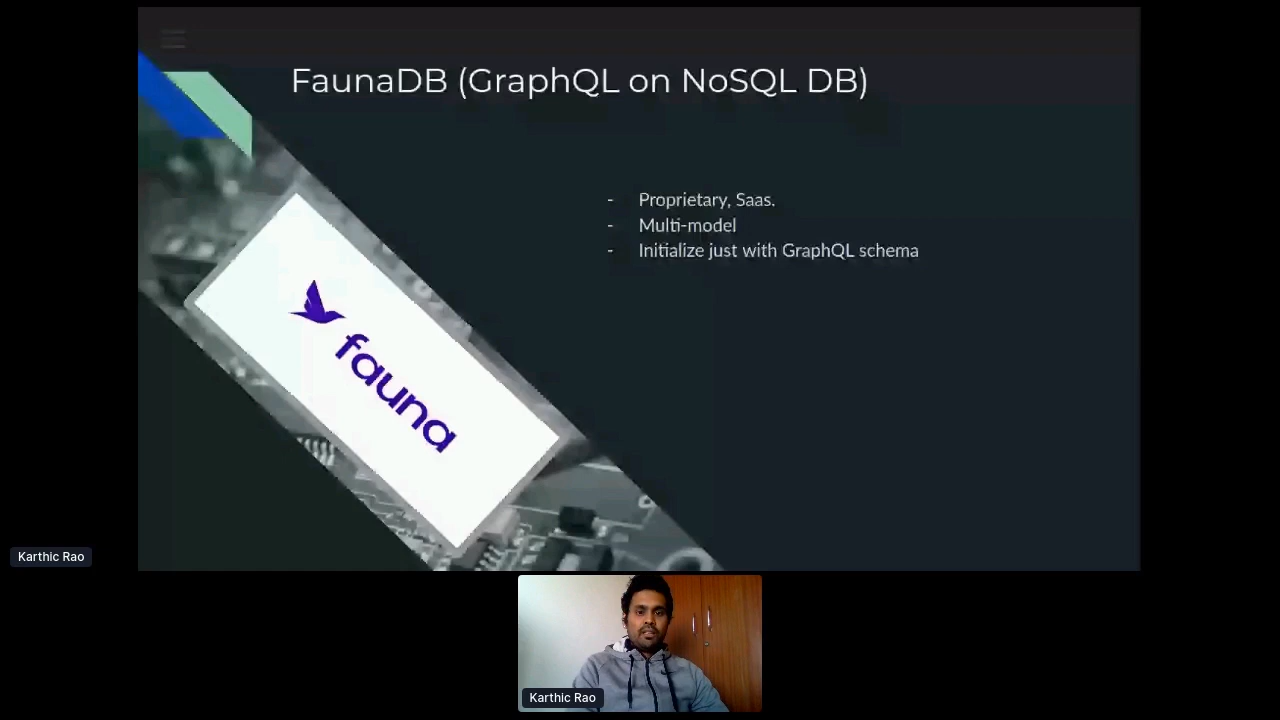 FaunaDB (GraphQL on NoSQL DB)
- Proprietary, Saas.
- Multi-model
- Initialize just with GraphQL schema
fauna
Karthic Rao
Karthic Rao